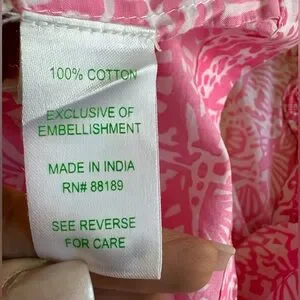 100% COTTON
EXCLUSIVE OF
EMBELLISHMENT
MADE IN INDIA
RN# 88189
SEE REVERSE
FOR CARE